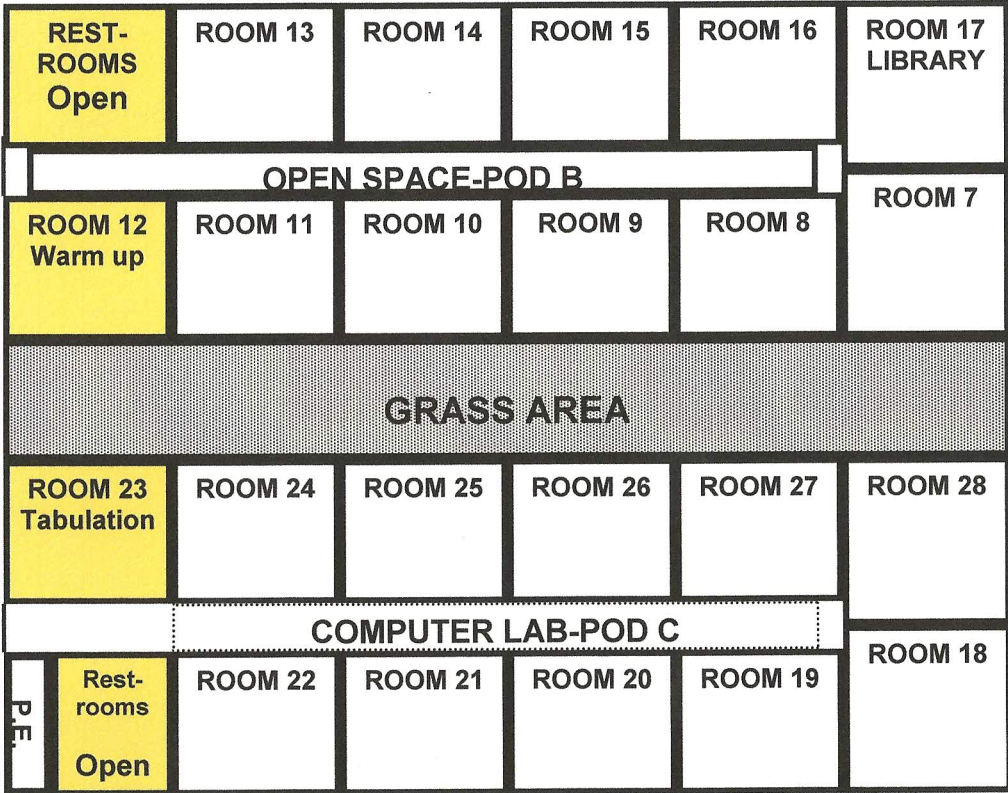 REST-
ROOMS
Open
ROOM 13
ROOM 14
ROOM 15
ROOM 16
ROOM 17
LIBRARY
OPEN SPACE-POD B
ROOM 7
ROOM 12
Warm up
ROOM 11
ROOM 10
ROOM 9
ROOM 8
GRASS AREA
ROOM 23
Tabulation
ROOM 24
ROOM 25
ROOM 26
ROOM 27
ROOM 28
COMPUTER LAB-POD C
ROOM 18
P.E.
Rest-
rooms
Open
ROOM 22
ROOM 21
ROOM 20
ROOM 19